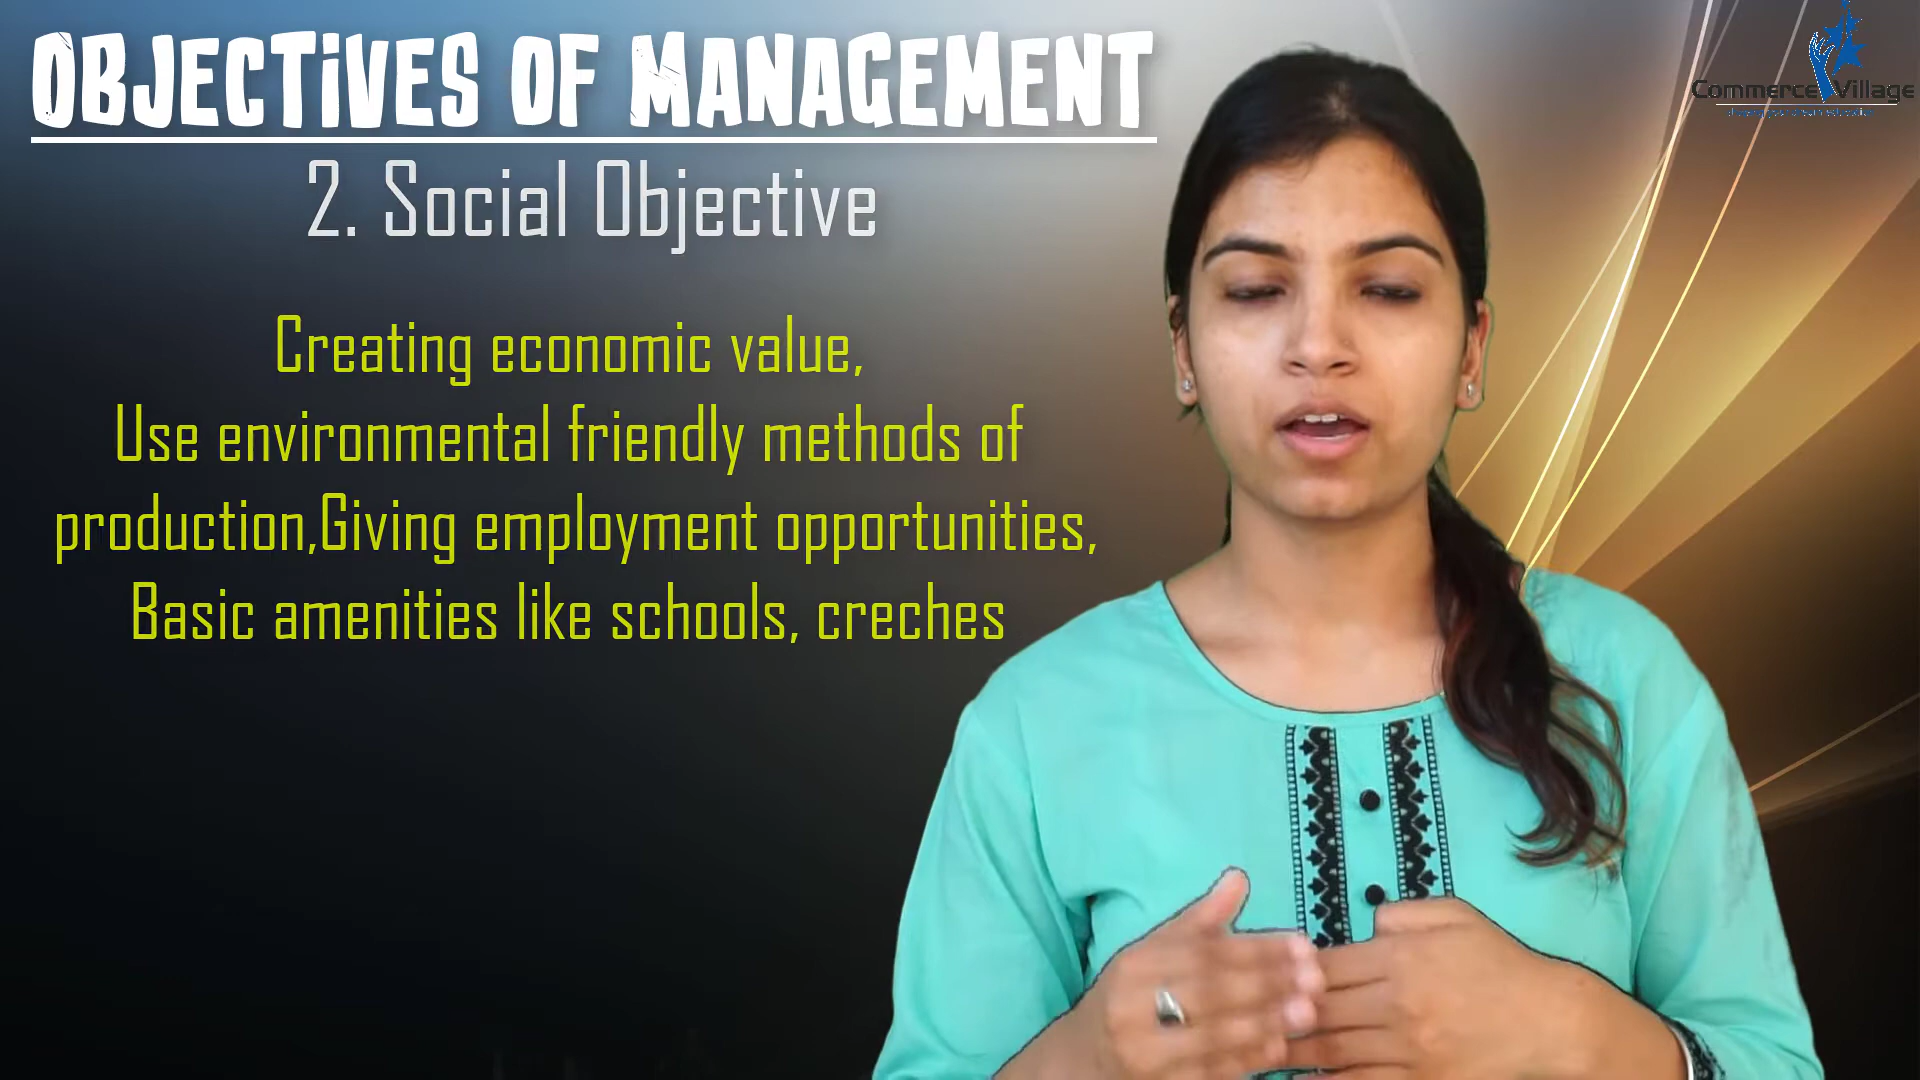 OBJECTIVES OF MANAGEMENT
2. Social Objective
Creating economic value,
Use environmental friendly methods of
production,Giving employment opportunities,
Basic amenities like schools, creches
Commerce Village